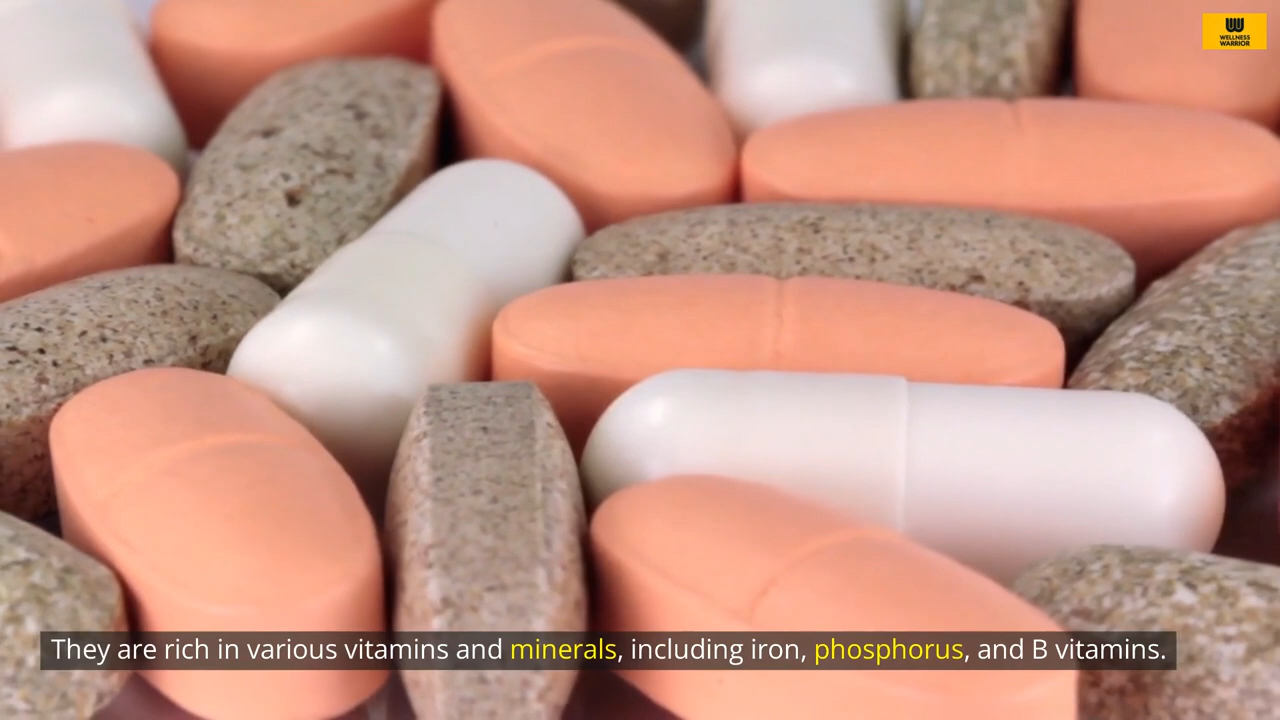 WELLNESS
WARRIOR
They are rich in various vitamins and minerals, including iron, phosphorus, and B vitamins.